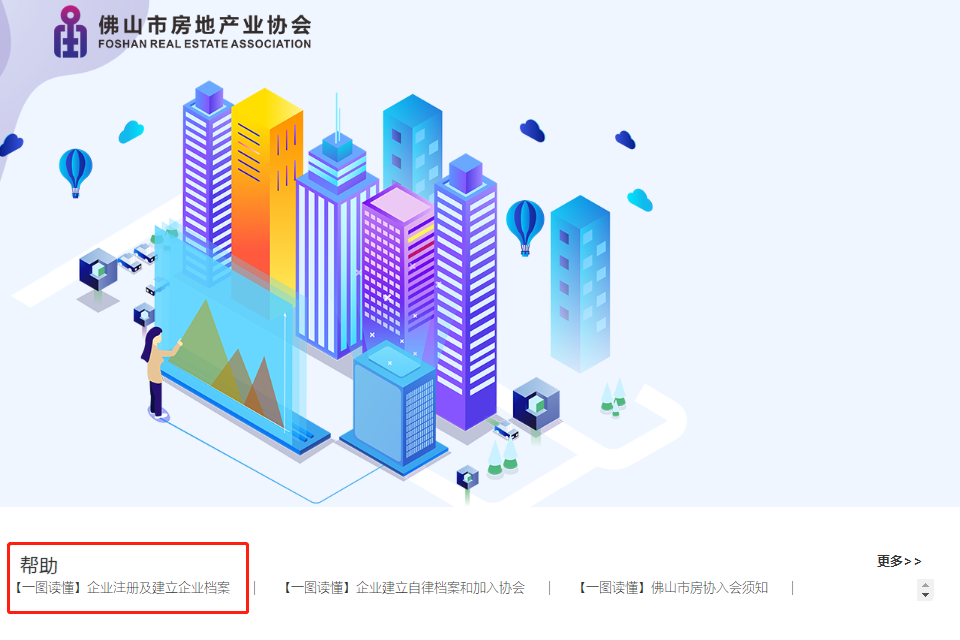 佛山市房地产业协会
FOSHAN REAL ESTATE ASSOCIATION
帮助
更多>>
【一图读懂】企业注册及建立企业档案 | 【一图读懂】企业建立自律档案和加入协会 | 【一图读懂】佛山市房协入会须知 |